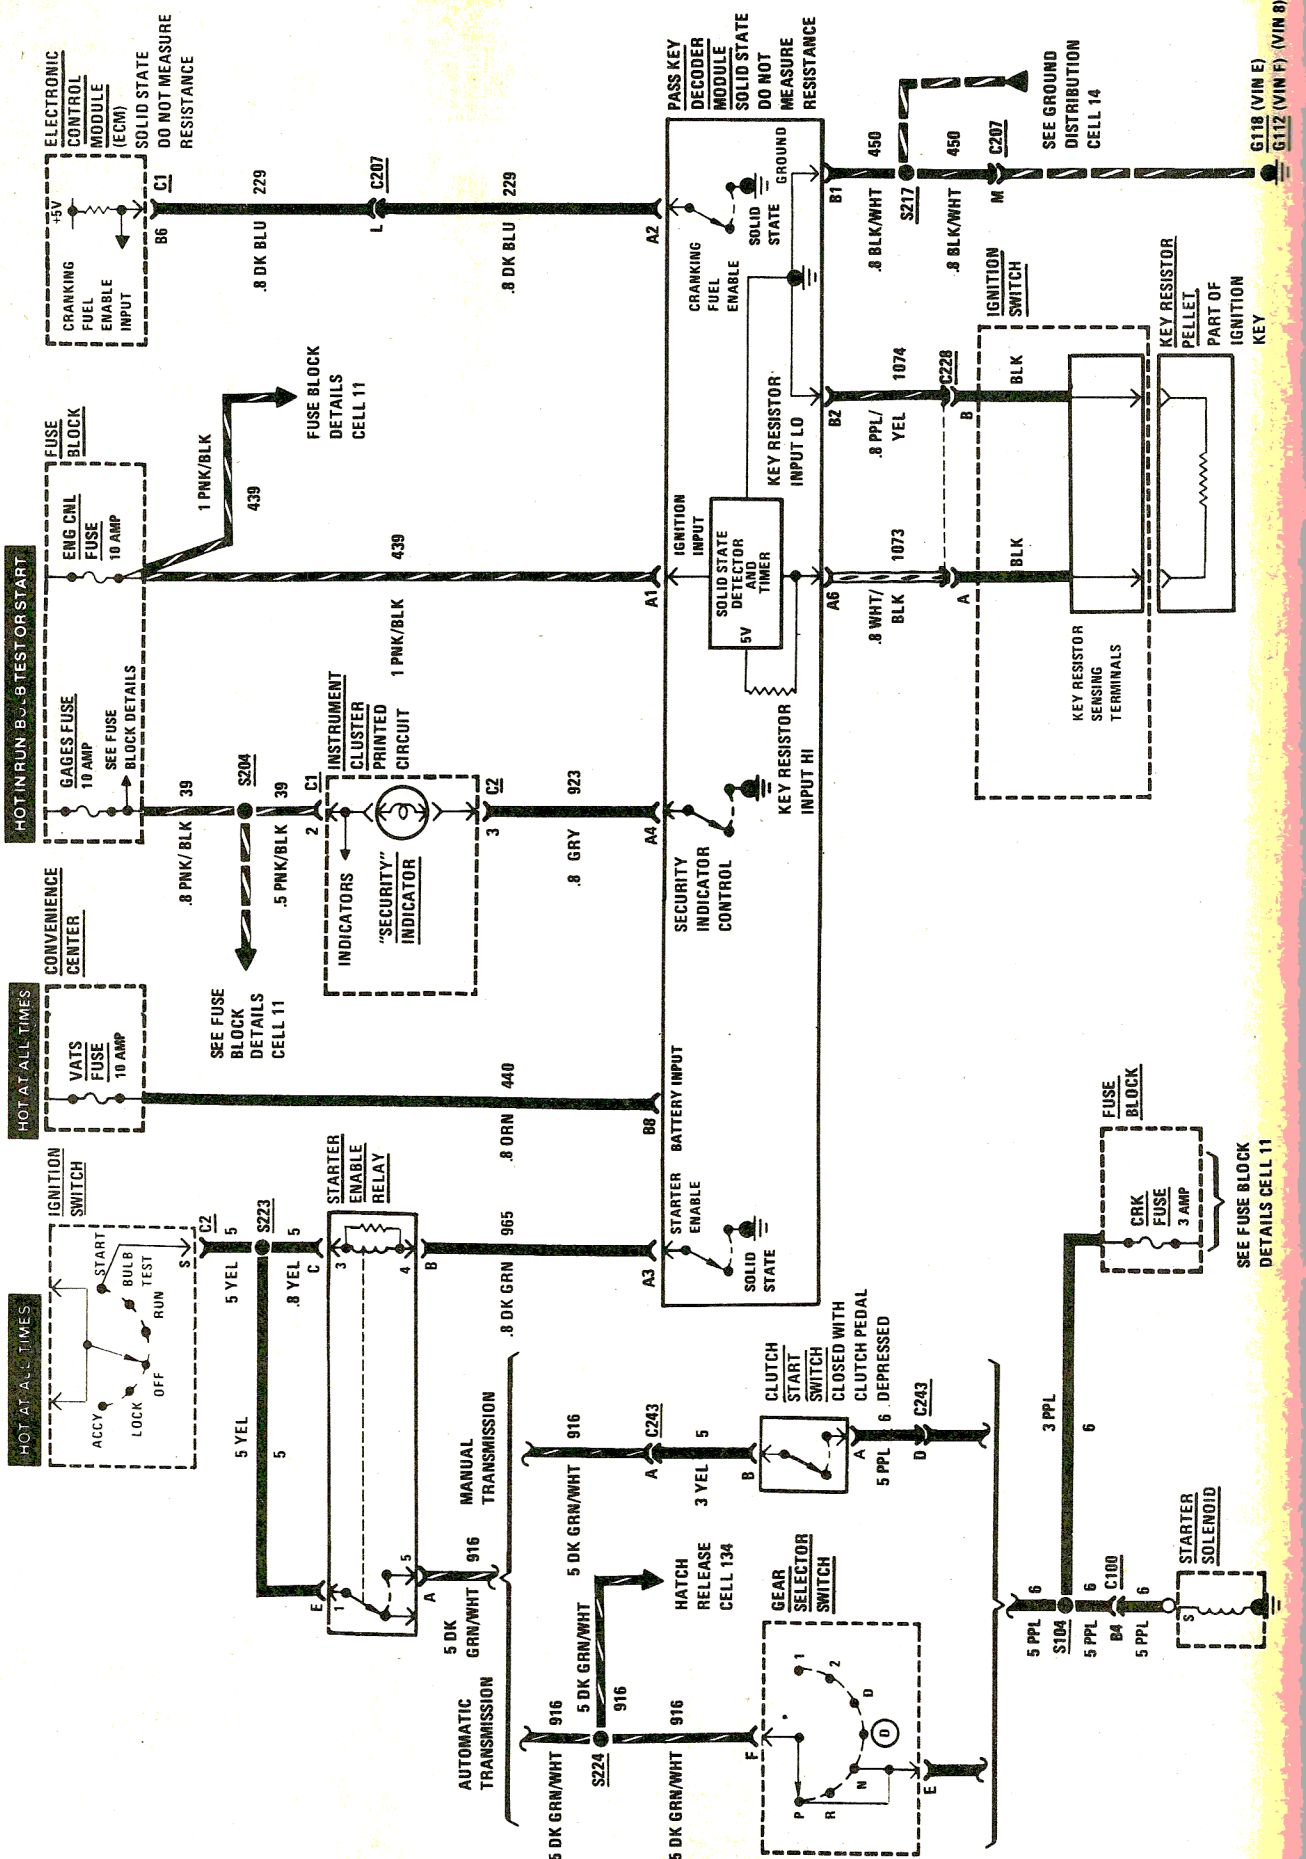 HOT AT ALL TIMES
HOT AT ALL TIMES
HOT IN RUN BULB TEST OR START
IGNITION
SWITCH
ACCY
LOCK
OFF
RUN
BULB
TEST
START
S
C2
5 YEL
5
S223
5 YEL
5
.8 YEL
5
E
C
STARTER
ENABLE
RELAY
1
5
3
4
A
B
5 DK
GRN/WHT
916
.8 DK GRN
965
A3
CONVENIENCE
CENTER
VATS
FUSE
10 AMP
.8 ORN
440
B8
FUSE
BLOCK
GAGES FUSE
10 AMP
SEE FUSE
BLOCK DETAILS
ENG CNL
FUSE
10 AMP
.8 PNK/BLK
39
S204
.5 PNK/BLK
39
SEE FUSE
BLOCK
DETAILS
CELL 11
2
C1
INSTRUMENT
CLUSTER
PRINTED
CIRCUIT
INDICATORS
"SECURITY"
INDICATOR
3
C2
.8 GRY
923
A4
1 PNK/BLK
439
FUSE BLOCK
DETAILS
CELL 11
1 PNK/BLK
439
A1
ELECTRONIC
CONTROL
MODULE
(ECM)
SOLID STATE
DO NOT MEASURE
RESISTANCE
CRANKING
FUEL
ENABLE
INPUT
+5V
B6
C1
.8 DK BLU
229
L
C207
.8 DK BLU
229
A2
PASS KEY
DECODER
MODULE
SOLID STATE
DO NOT
MEASURE
RESISTANCE
STARTER
ENABLE
SOLID
STATE
BATTERY INPUT
SECURITY
INDICATOR
CONTROL
IGNITION
INPUT
SOLID STATE
DETECTOR
AND
TIMER
5V
KEY RESISTOR
INPUT HI
KEY RESISTOR
INPUT LO
CRANKING
FUEL
ENABLE
SOLID
STATE
GROUND
A6
B2
B1
.8 WHT/
BLK
1073
.8 PPL/
YEL
1074
A
B
C228
BLK
BLK
IGNITION
SWITCH
KEY RESISTOR
SENSING
TERMINALS
KEY RESISTOR
PELLET.
PART OF
IGNITION
KEY
.8 BLK/WHT
450
S217
.8 BLK/WHT
450
M
C207
SEE GROUND
DISTRIBUTION
CELL 14
G118 (VIN E)
G112 (VIN F) (VIN 8)
AUTOMATIC
TRANSMISSION
MANUAL
TRANSMISSION
5 DK GRN/WHT
916
S224
5 DK GRN/WHT
916
HATCH
RELEASE
CELL 134
5 DK GRN/WHT
916
F
GEAR
SELECTOR
SWITCH
P
R
N
D
D
2
1
E
5 DK GRN/WHT
916
A
C243
3 YEL
5
B
CLUTCH
START
SWITCH
CLOSED WITH
CLUTCH PEDAL
DEPRESSED
A
5 PPL
6
D
C243
5 PPL
6
S104
3 PPL
6
5 PPL
6
B4
C100
5 PPL
6
STARTER
SOLENOID
S
FUSE
BLOCK
CRK
FUSE
3 AMP
SEE FUSE BLOCK
DETAILS CELL 11